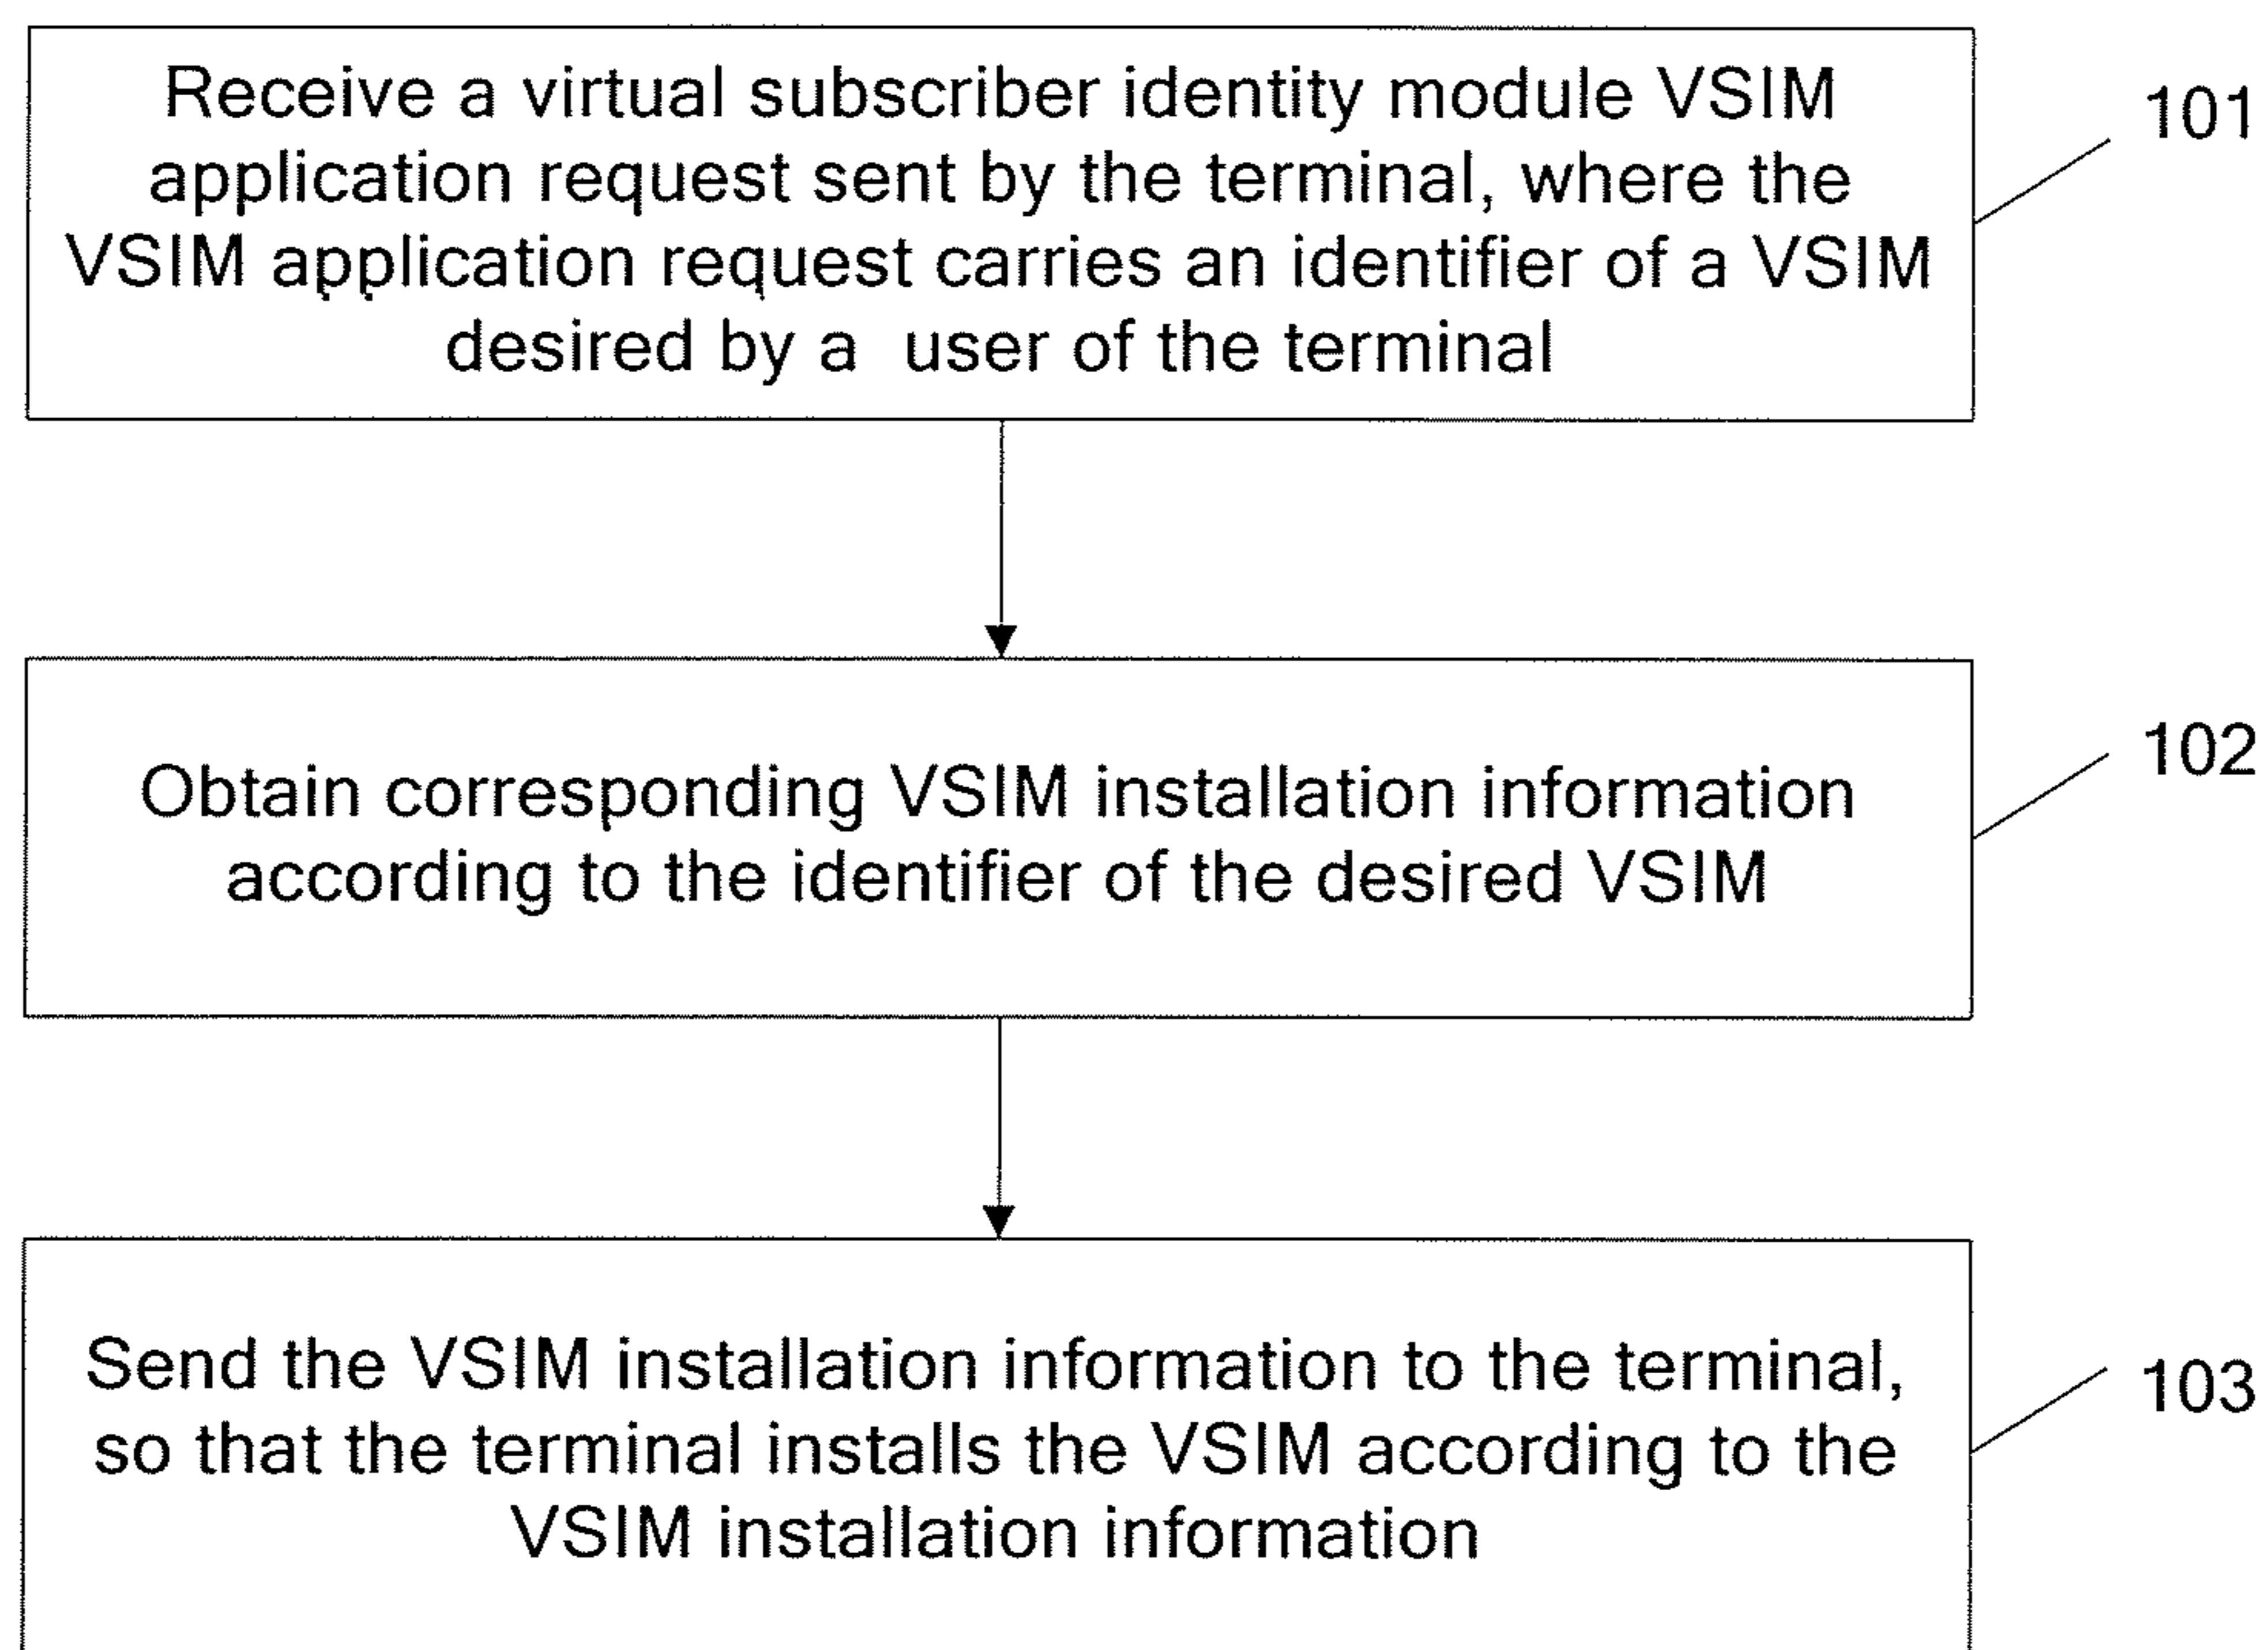 Receive a virtual subscriber identity module VSIM
application request sent by the terminal, where the
VSIM application request carries an identifier of a VSIM
desired by a user of the terminal
101
Obtain corresponding VSIM installation information
according to the identifier of the desired VSIM
102
Send the VSIM installation information to the terminal,
so that the terminal installs the VSIM according to the
VSIM installation information
103